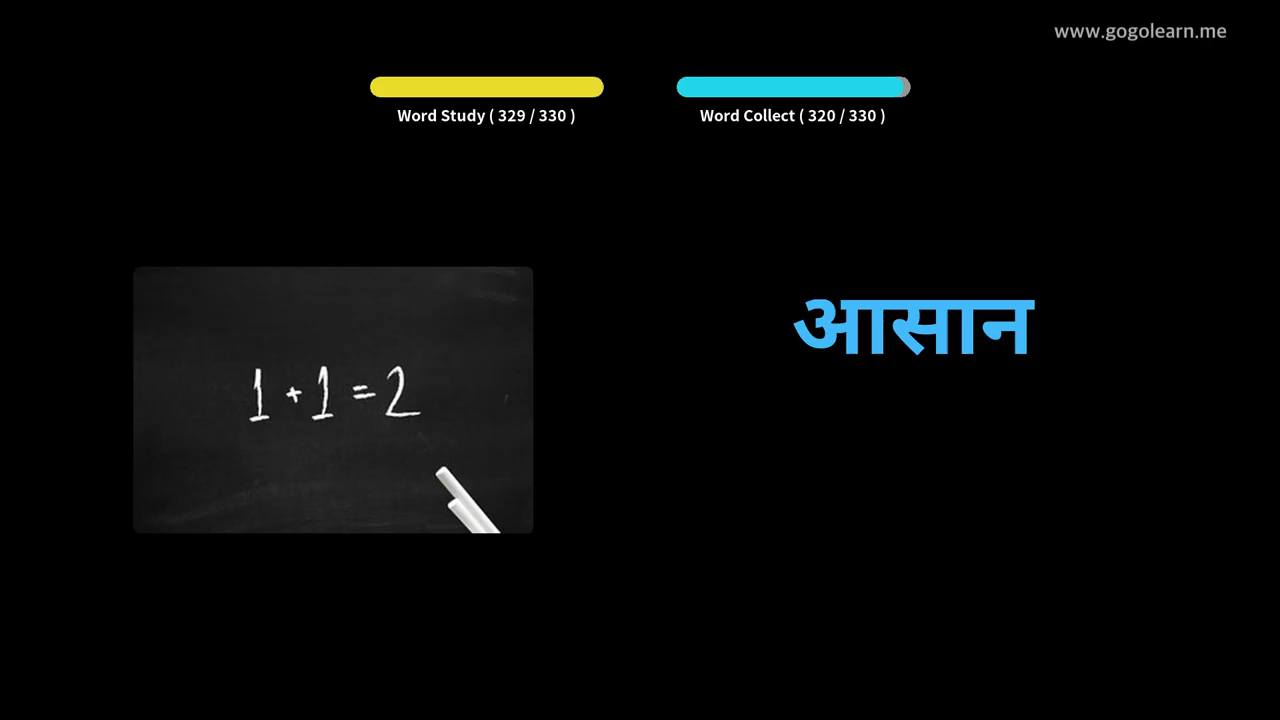 www.gogolearn.me
Word Study ( 329 / 330 )
Word Collect ( 320 / 330 )
1 + 1 = 2
आसान